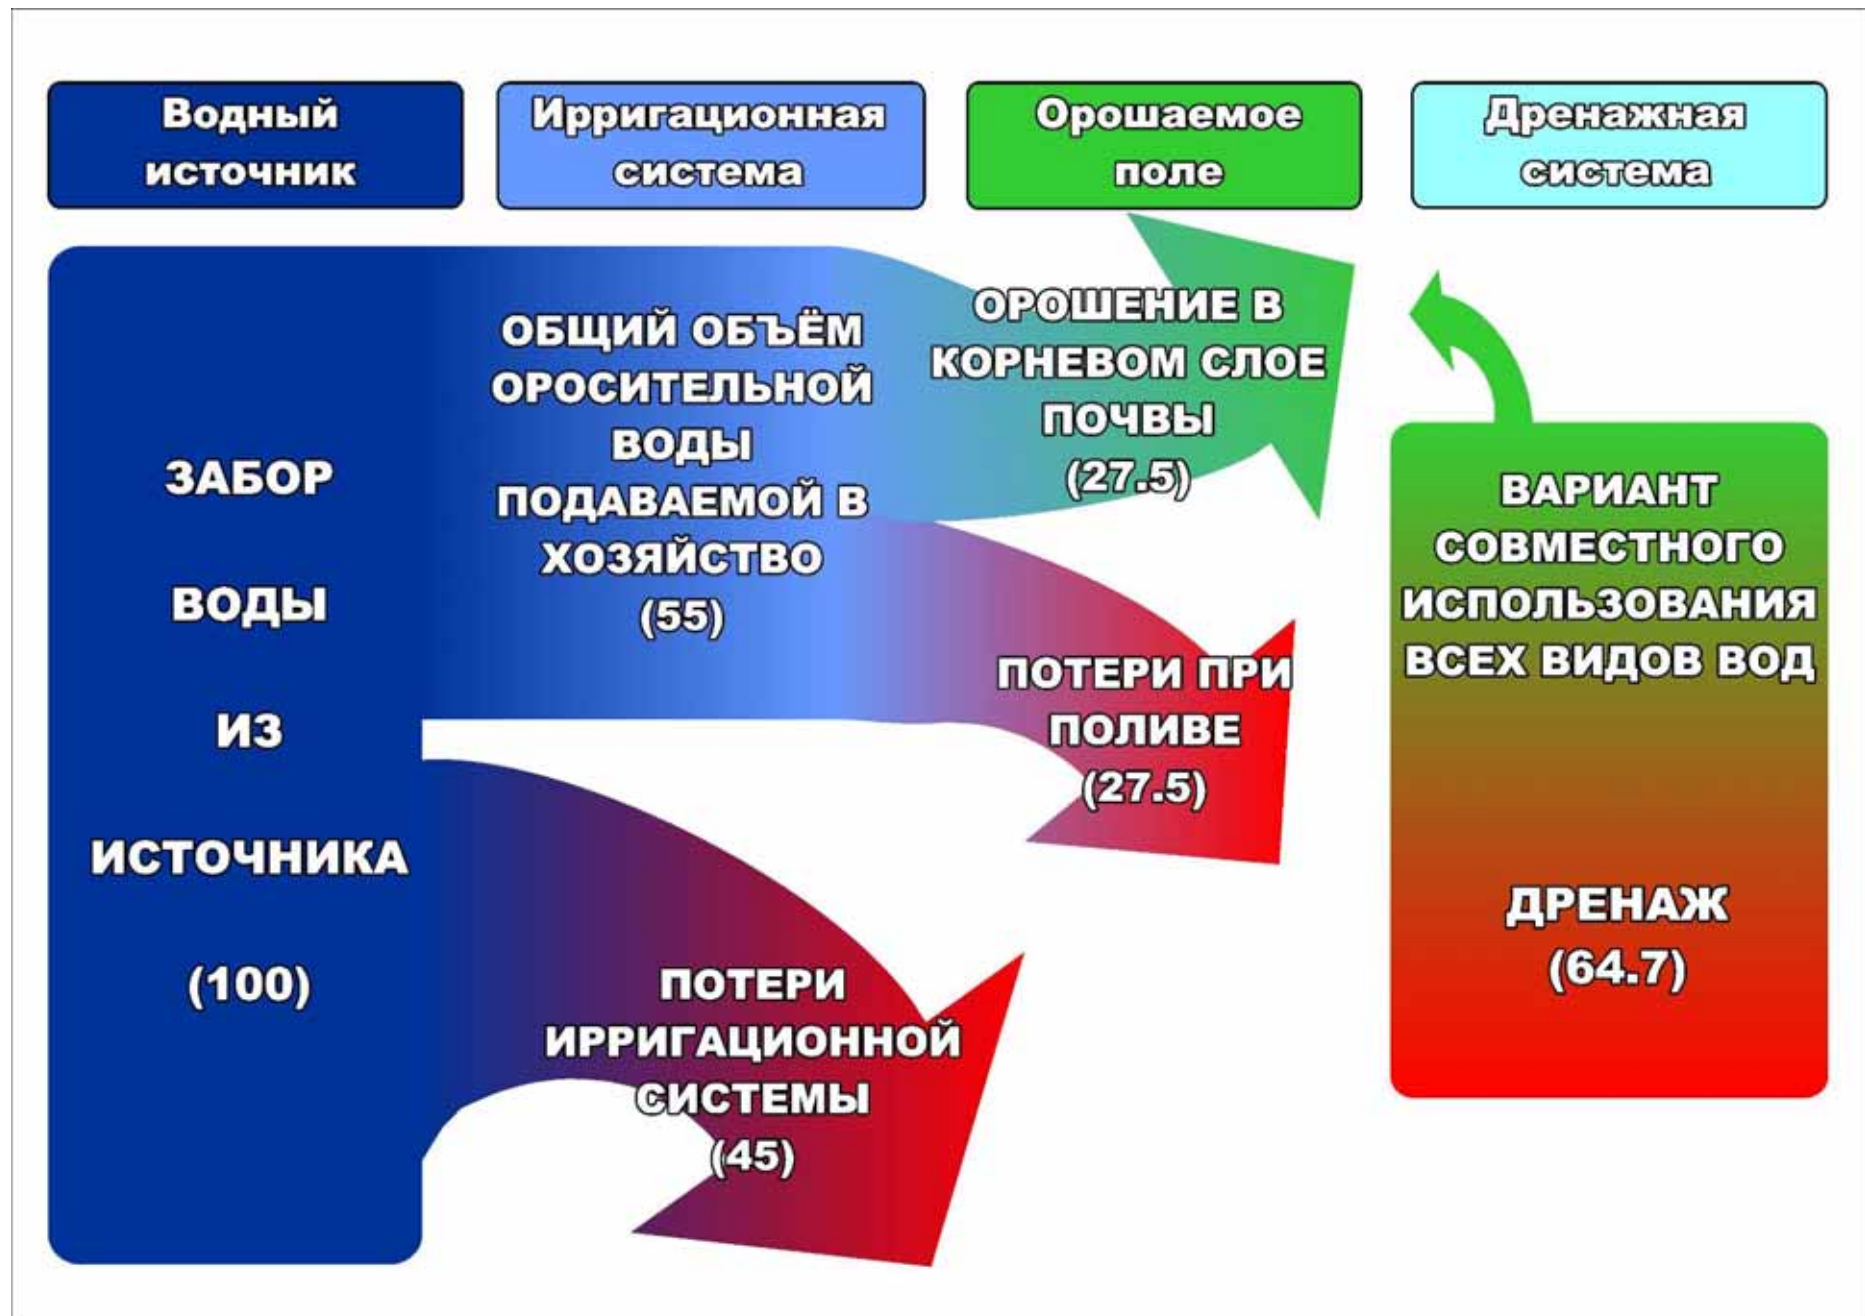 Водный
источник
Ирригационная
система
Орошаемое
поле
Дренажная
система
ЗАБОР
ВОДЫ
ИЗ
ИСТОЧНИКА
(100)
ОБЩИЙ ОБЪЁМ
ОРОСИТЕЛЬНОЙ
ВОДЫ
ПОДАВАЕМОЙ В
ХОЗЯЙСТВО
(55)
ПОТЕРИ
ИРРИГАЦИОННОЙ
СИСТЕМЫ
(45)
ОРОШЕНИЕ В
КОРНЕВОМ СЛОЕ
ПОЧВЫ
(27.5)
ПОТЕРИ ПРИ
ПОЛИВЕ
(27.5)
ВАРИАНТ
СОВМЕСТНОГО
ИСПОЛЬЗОВАНИЯ
ВСЕХ ВИДОВ ВОД
ДРЕНАЖ
(64.7)